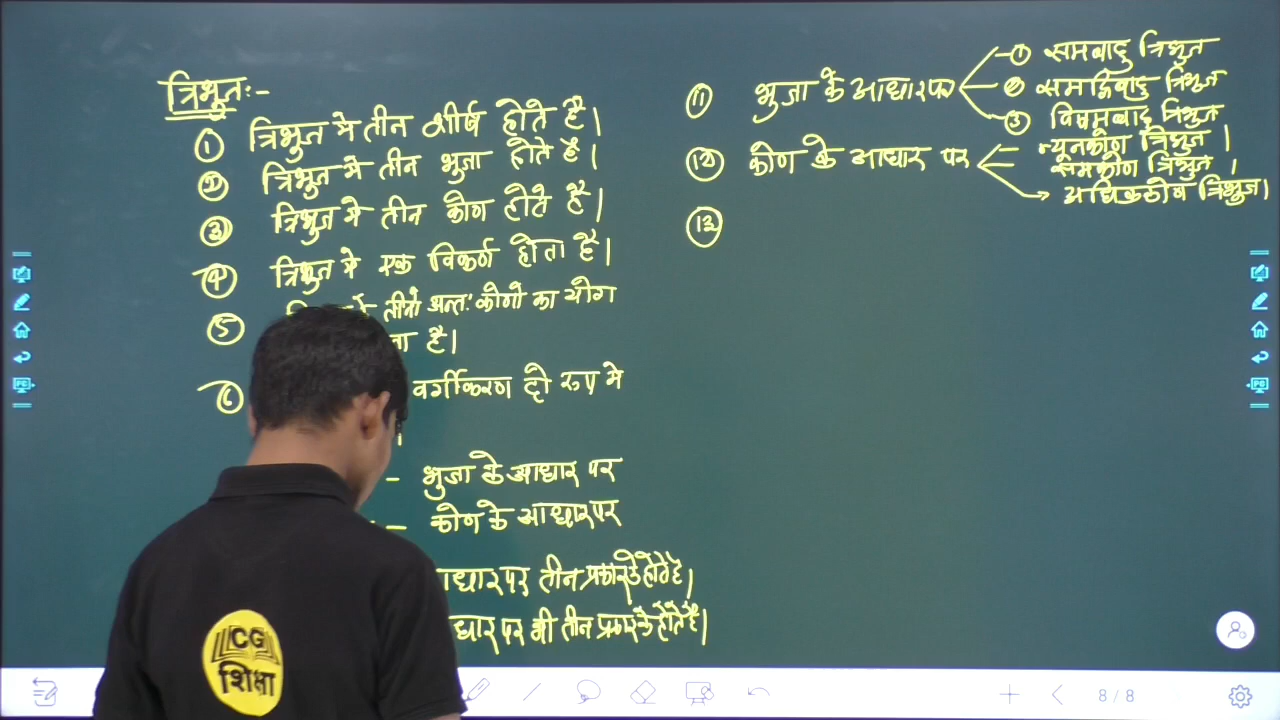 त्रिभुजः-
① त्रिभुज मे तीन शीर्ष होते है।
② त्रिभुज मे तीन भुजा होते है।
③ त्रिभुज मे तीन कोण होते है।
④ त्रिभुज मे एक विकर्ण होता है।
⑤ तीनो अन्तः कोणो का योग
है।
⑥ वर्गीकरण दो रूप मे
- भुजा के आधार पर
- कोण के आधार पर
आधार पर तीन प्रकार के होते है।
आधार पर भी तीन प्रकार के होते है।
⑪ भुजा के आधार पर
① समबाहु त्रिभुज
② समद्विबाहु त्रिभुज
③ विषमबाहु त्रिभुज
⑫ कोण के आधार पर
न्यूनकोण त्रिभुज।
समकोण त्रिभुज।
अधिककोण त्रिभुज।
⑬
CG
शिक्षा
8/8